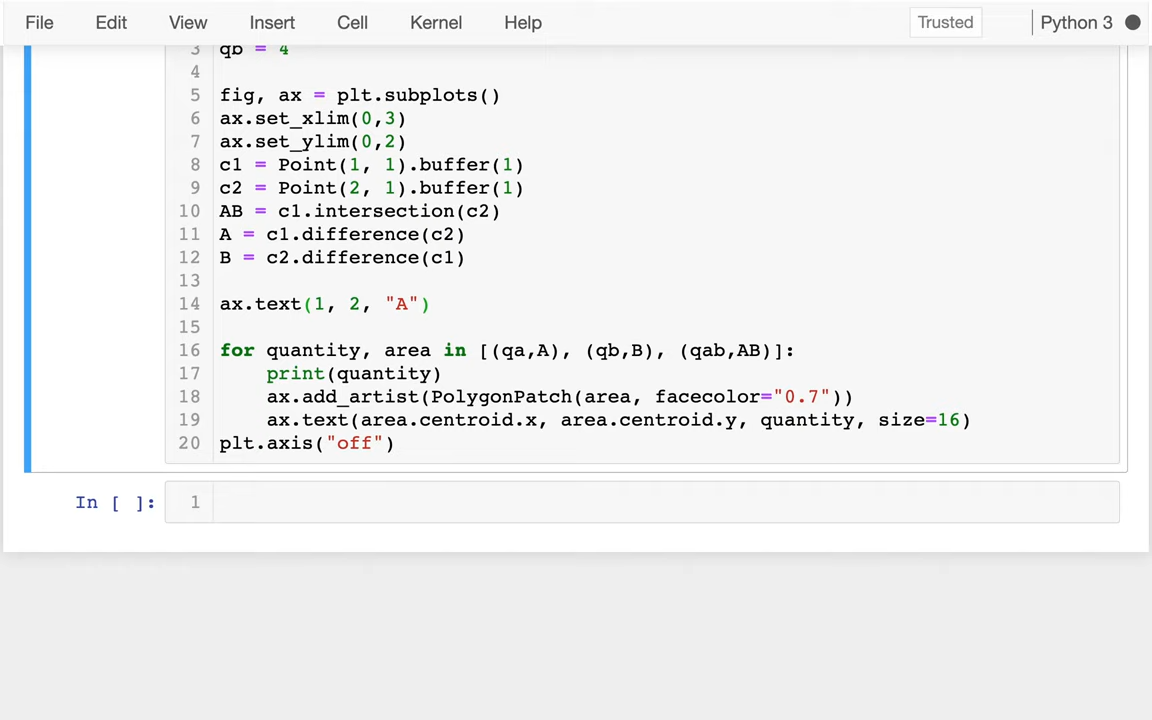 File Edit View Insert Cell Kernel Help Trusted Python 3
3 qb = 4
4
5 fig, ax = plt.subplots()
6 ax.set_xlim(0,3)
7 ax.set_ylim(0,2)
8 c1 = Point(1, 1).buffer(1)
9 c2 = Point(2, 1).buffer(1)
10 AB = c1.intersection(c2)
11 A = c1.difference(c2)
12 B = c2.difference(c1)
13
14 ax.text(1, 2, "A")
15
16 for quantity, area in [(qa,A), (qb,B), (qab,AB)]:
17     print(quantity)
18     ax.add_artist(PolygonPatch(area, facecolor="0.7"))
19     ax.text(area.centroid.x, area.centroid.y, quantity, size=16)
20 plt.axis("off")
In [ ]: 1